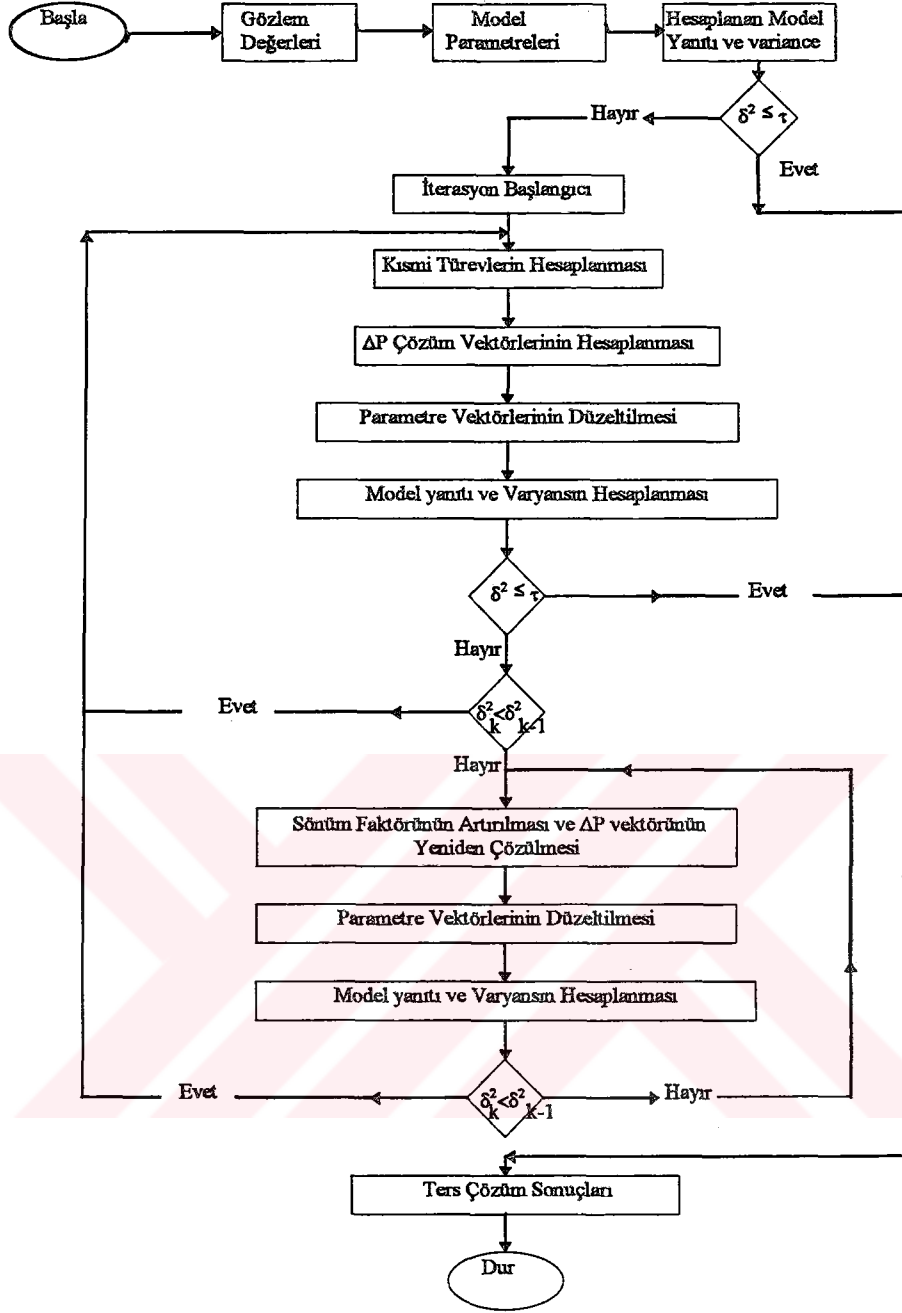 Başla
Gözlem
Değerleri
Model
Parametreleri
Hesaplanan Model
Yanıtı ve variance
δ² ≤ τ
Hayır
Evet
İterasyon Başlangıcı
Kısmi Türevlerin Hesaplanması
ΔP Çözüm Vektörlerinin Hesaplanması
Parametre Vektörlerinin Düzeltilmesi
Model yanıtı ve Varyansın Hesaplanması
δ² ≤ τ
Evet
Hayır
δ²k<δ²k-1
Evet
Hayır
Sönüm Faktörünün Artırılması ve ΔP vektörünün
Yeniden Çözülmesi
Parametre Vektörlerinin Düzeltilmesi
Model yanıtı ve Varyansın Hesaplanması
δ²k<δ²k-1
Evet
Hayır
Ters Çözüm Sonuçları
Dur